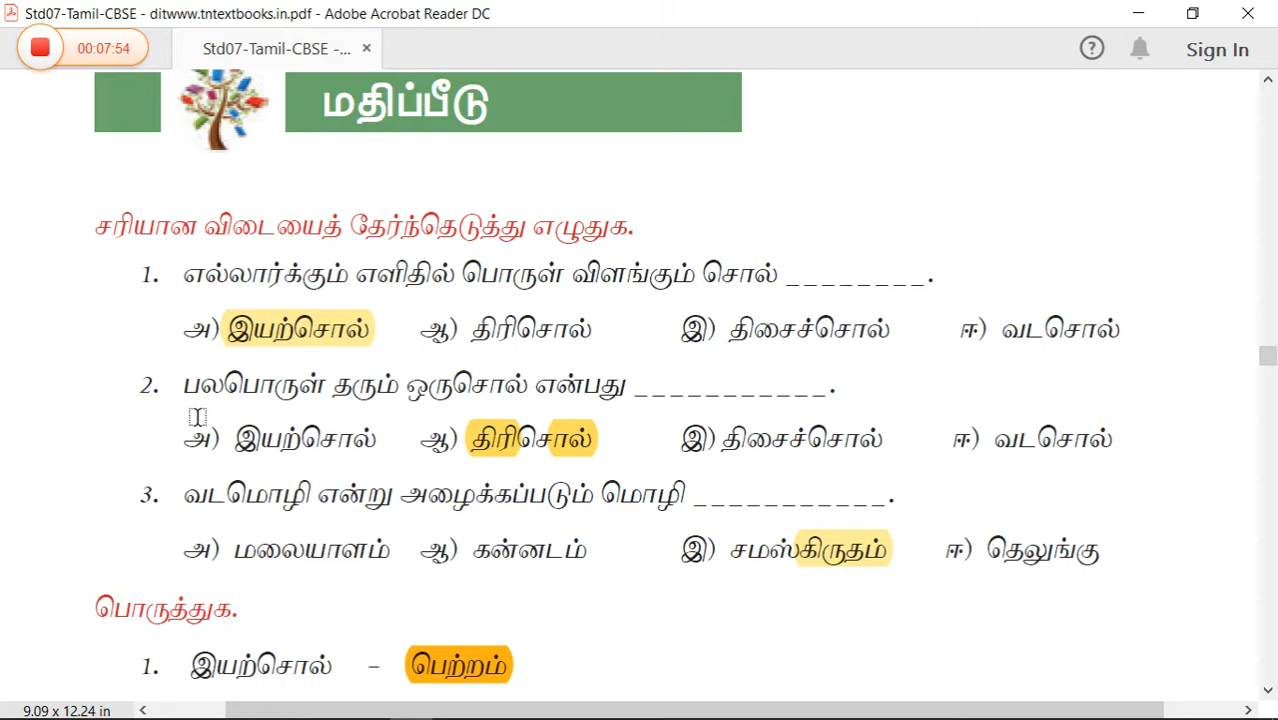 Std07-Tamil-CBSE - ditwww.tntextbooks.in.pdf - Adobe Acrobat Reader DC
00:07:54
Std07-Tamil-CBSE -...
Sign In
மதிப்பீடு
சரியான விடையைத் தேர்ந்தெடுத்து எழுதுக.
1. எல்லார்க்கும் எளிதில் பொருள் விளங்கும் சொல் ________.
அ) இயற்சொல் ஆ) திரிசொல் இ) திசைச்சொல் ஈ) வடசொல்
2. பலபொருள் தரும் ஒருசொல் என்பது ___________.
அ) இயற்சொல் ஆ) திரிசொல் இ) திசைச்சொல் ஈ) வடசொல்
3. வடமொழி என்று அழைக்கப்படும் மொழி ___________.
அ) மலையாளம் ஆ) கன்னடம் இ) சமஸ்கிருதம் ஈ) தெலுங்கு
பொருத்துக.
1. இயற்சொல் – பெற்றம்
9.09 x 12.24 in